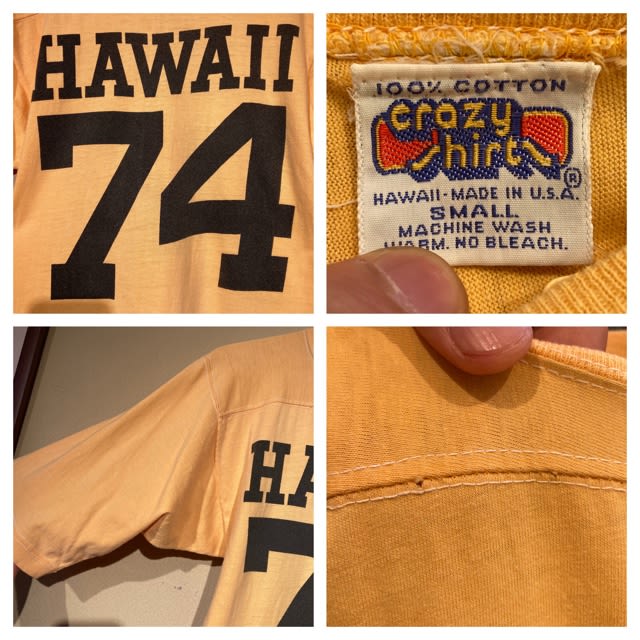 HAWAII
74
100% COTTON
crazy
shirts
®
HAWAII-MADE IN U.S.A.
SMALL
MACHINE WASH
WARM. NO BLEACH.
HA
7